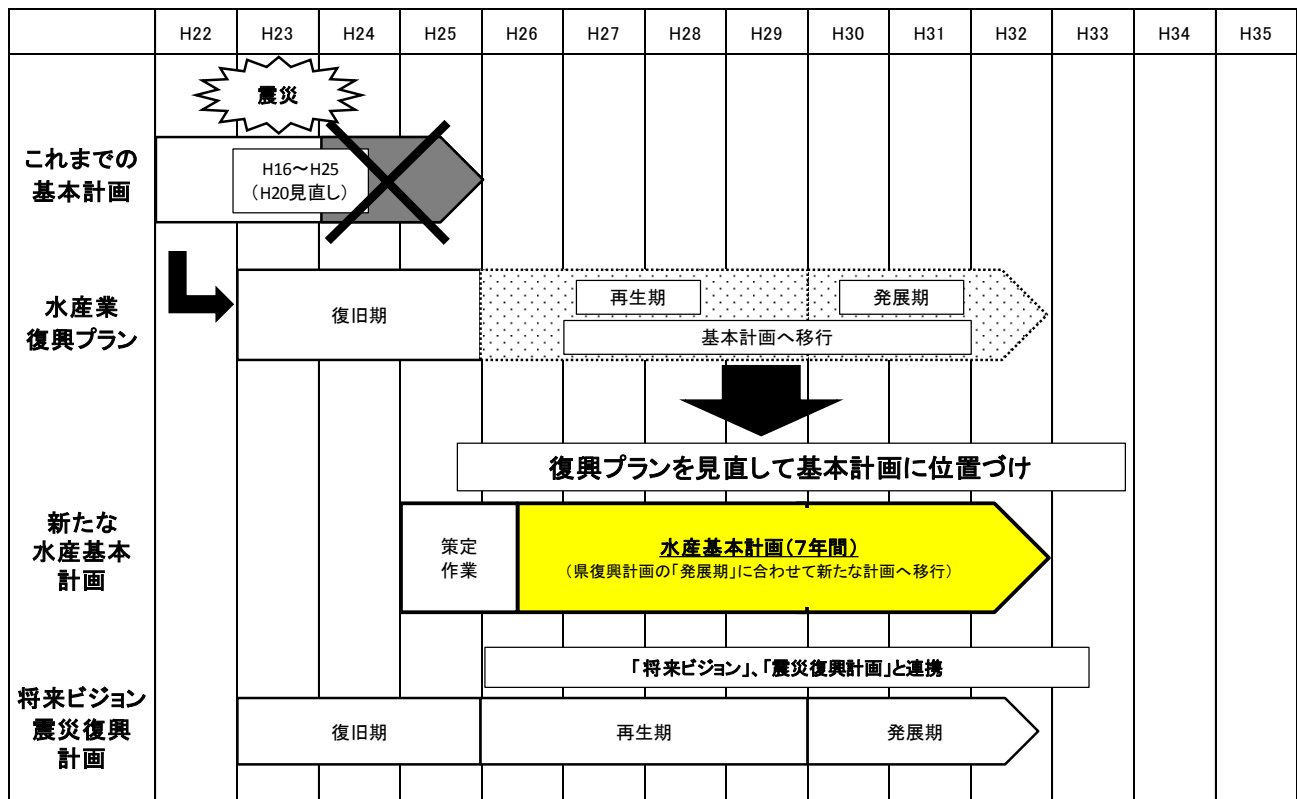 H22 H23 H24 H25 H26 H27 H28 H29 H30 H31 H32 H33 H34 H35
震災
これまでの
基本計画
H16～H25
（H20見直し）
水産業
復興プラン
復旧期
再生期
発展期
基本計画へ移行
復興プランを見直して基本計画に位置づけ
新たな
水産基本
計画
策定
作業
水産基本計画（７年間）
（県復興計画の「発展期」に合わせて新たな計画へ移行）
「将来ビジョン」、「震災復興計画」と連携
将来ビジョン
震災復興
計画
復旧期
再生期
発展期